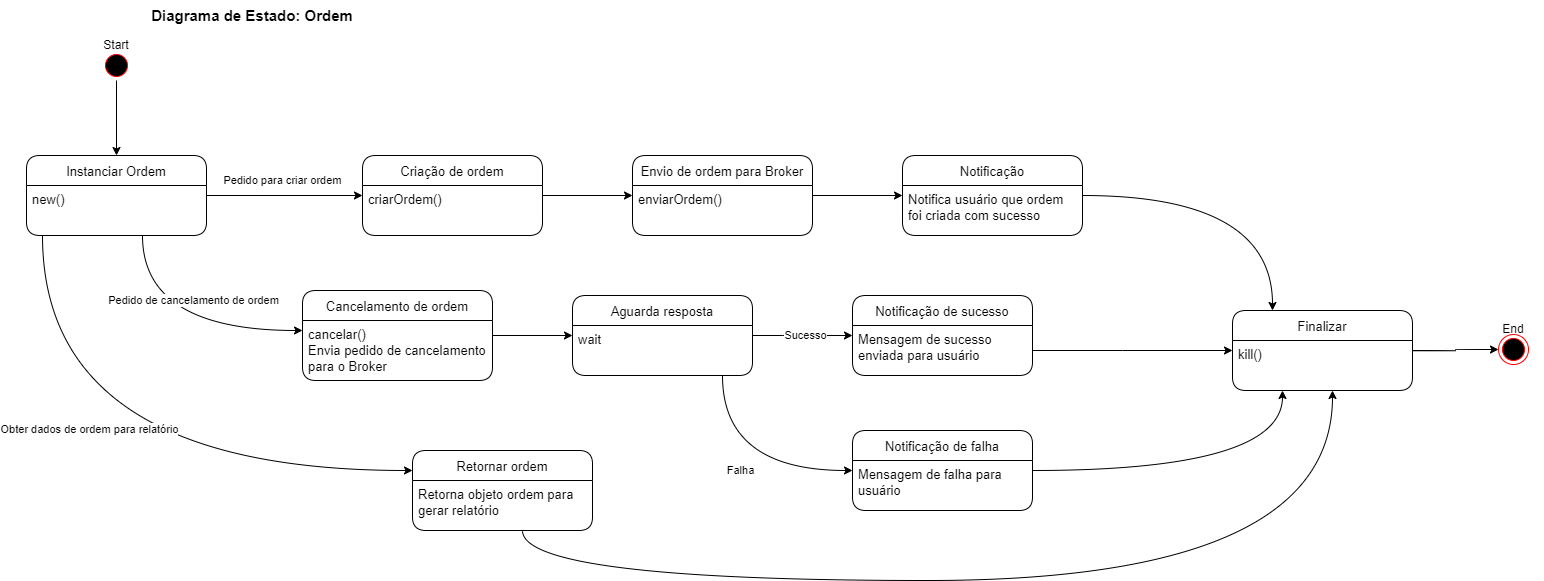 Diagrama de Estado: Ordem
Start
Instanciar Ordem
new()
Pedido para criar ordem
Criação de ordem
criarOrdem()
Envio de ordem para Broker
enviarOrdem()
Notificação
Notifica usuário que ordem
foi criada com sucesso
Pedido de cancelamento de ordem
Cancelamento de ordem
cancelar()
Envia pedido de cancelamento
para o Broker
Aguarda resposta
wait
Sucesso
Notificação de sucesso
Mensagem de sucesso
enviada para usuário
Finalizar
kill()
End
Obter dados de ordem para relatório
Retornar ordem
Retorna objeto ordem para
gerar relatório
Falha
Notificação de falha
Mensagem de falha para
usuário